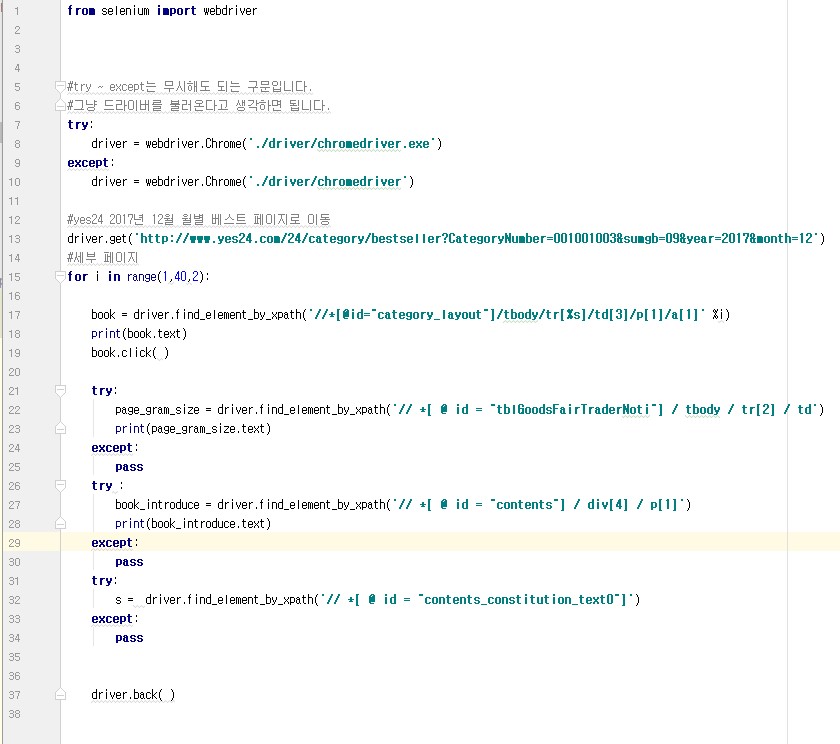 1 from selenium import webdriver
2
3
4
5 #try ~ except는 무시해도 되는 구문입니다.
6 #그냥 드라이버를 불러온다고 생각하면 됩니다.
7 try:
8 driver = webdriver.Chrome('./driver/chromedriver.exe')
9 except:
10 driver = webdriver.Chrome('./driver/chromedriver')
11
12 #yes24 2017년 12월 월별 베스트 페이지로 이동
13 driver.get('http://www.yes24.com/24/category/bestseller?CategoryNumber=001001003&sumgb=09&year=2017&month=12')
14 #세부 페이지
15 for i in range(1,40,2):
16
17 book = driver.find_element_by_xpath('//*[@id="category_layout"]/tbody/tr[%s]/td[3]/p[1]/a[1]' %i)
18 print(book.text)
19 book.click( )
20
21 try:
22 page_gram_size = driver.find_element_by_xpath('// *[ @ id = "tblGoodsFairTraderNoti"] / tbody / tr[2] / td')
23 print(page_gram_size.text)
24 except:
25 pass
26 try :
27 book_introduce = driver.find_element_by_xpath('// *[ @ id = "contents"] / div[4] / p[1]')
28 print(book_introduce.text)
29 except:
30 pass
31 try:
32 s =  driver.find_element_by_xpath('// *[ @ id = "contents_constitution_text0"]')
33 except:
34 pass
35
36
37 driver.back( )
38